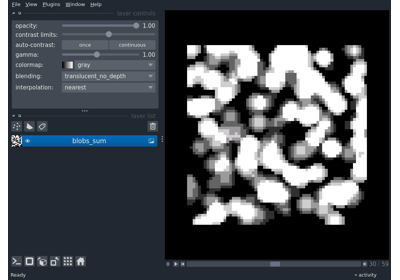 File View Plugins Window Help
layer controls
opacity: 1.00
contrast limits:
auto-contrast: once continuous
gamma: 1.00
colormap: gray
blending: translucent_no_depth
interpolation: nearest
layer list
blobs_sum
30 59
Ready
activity